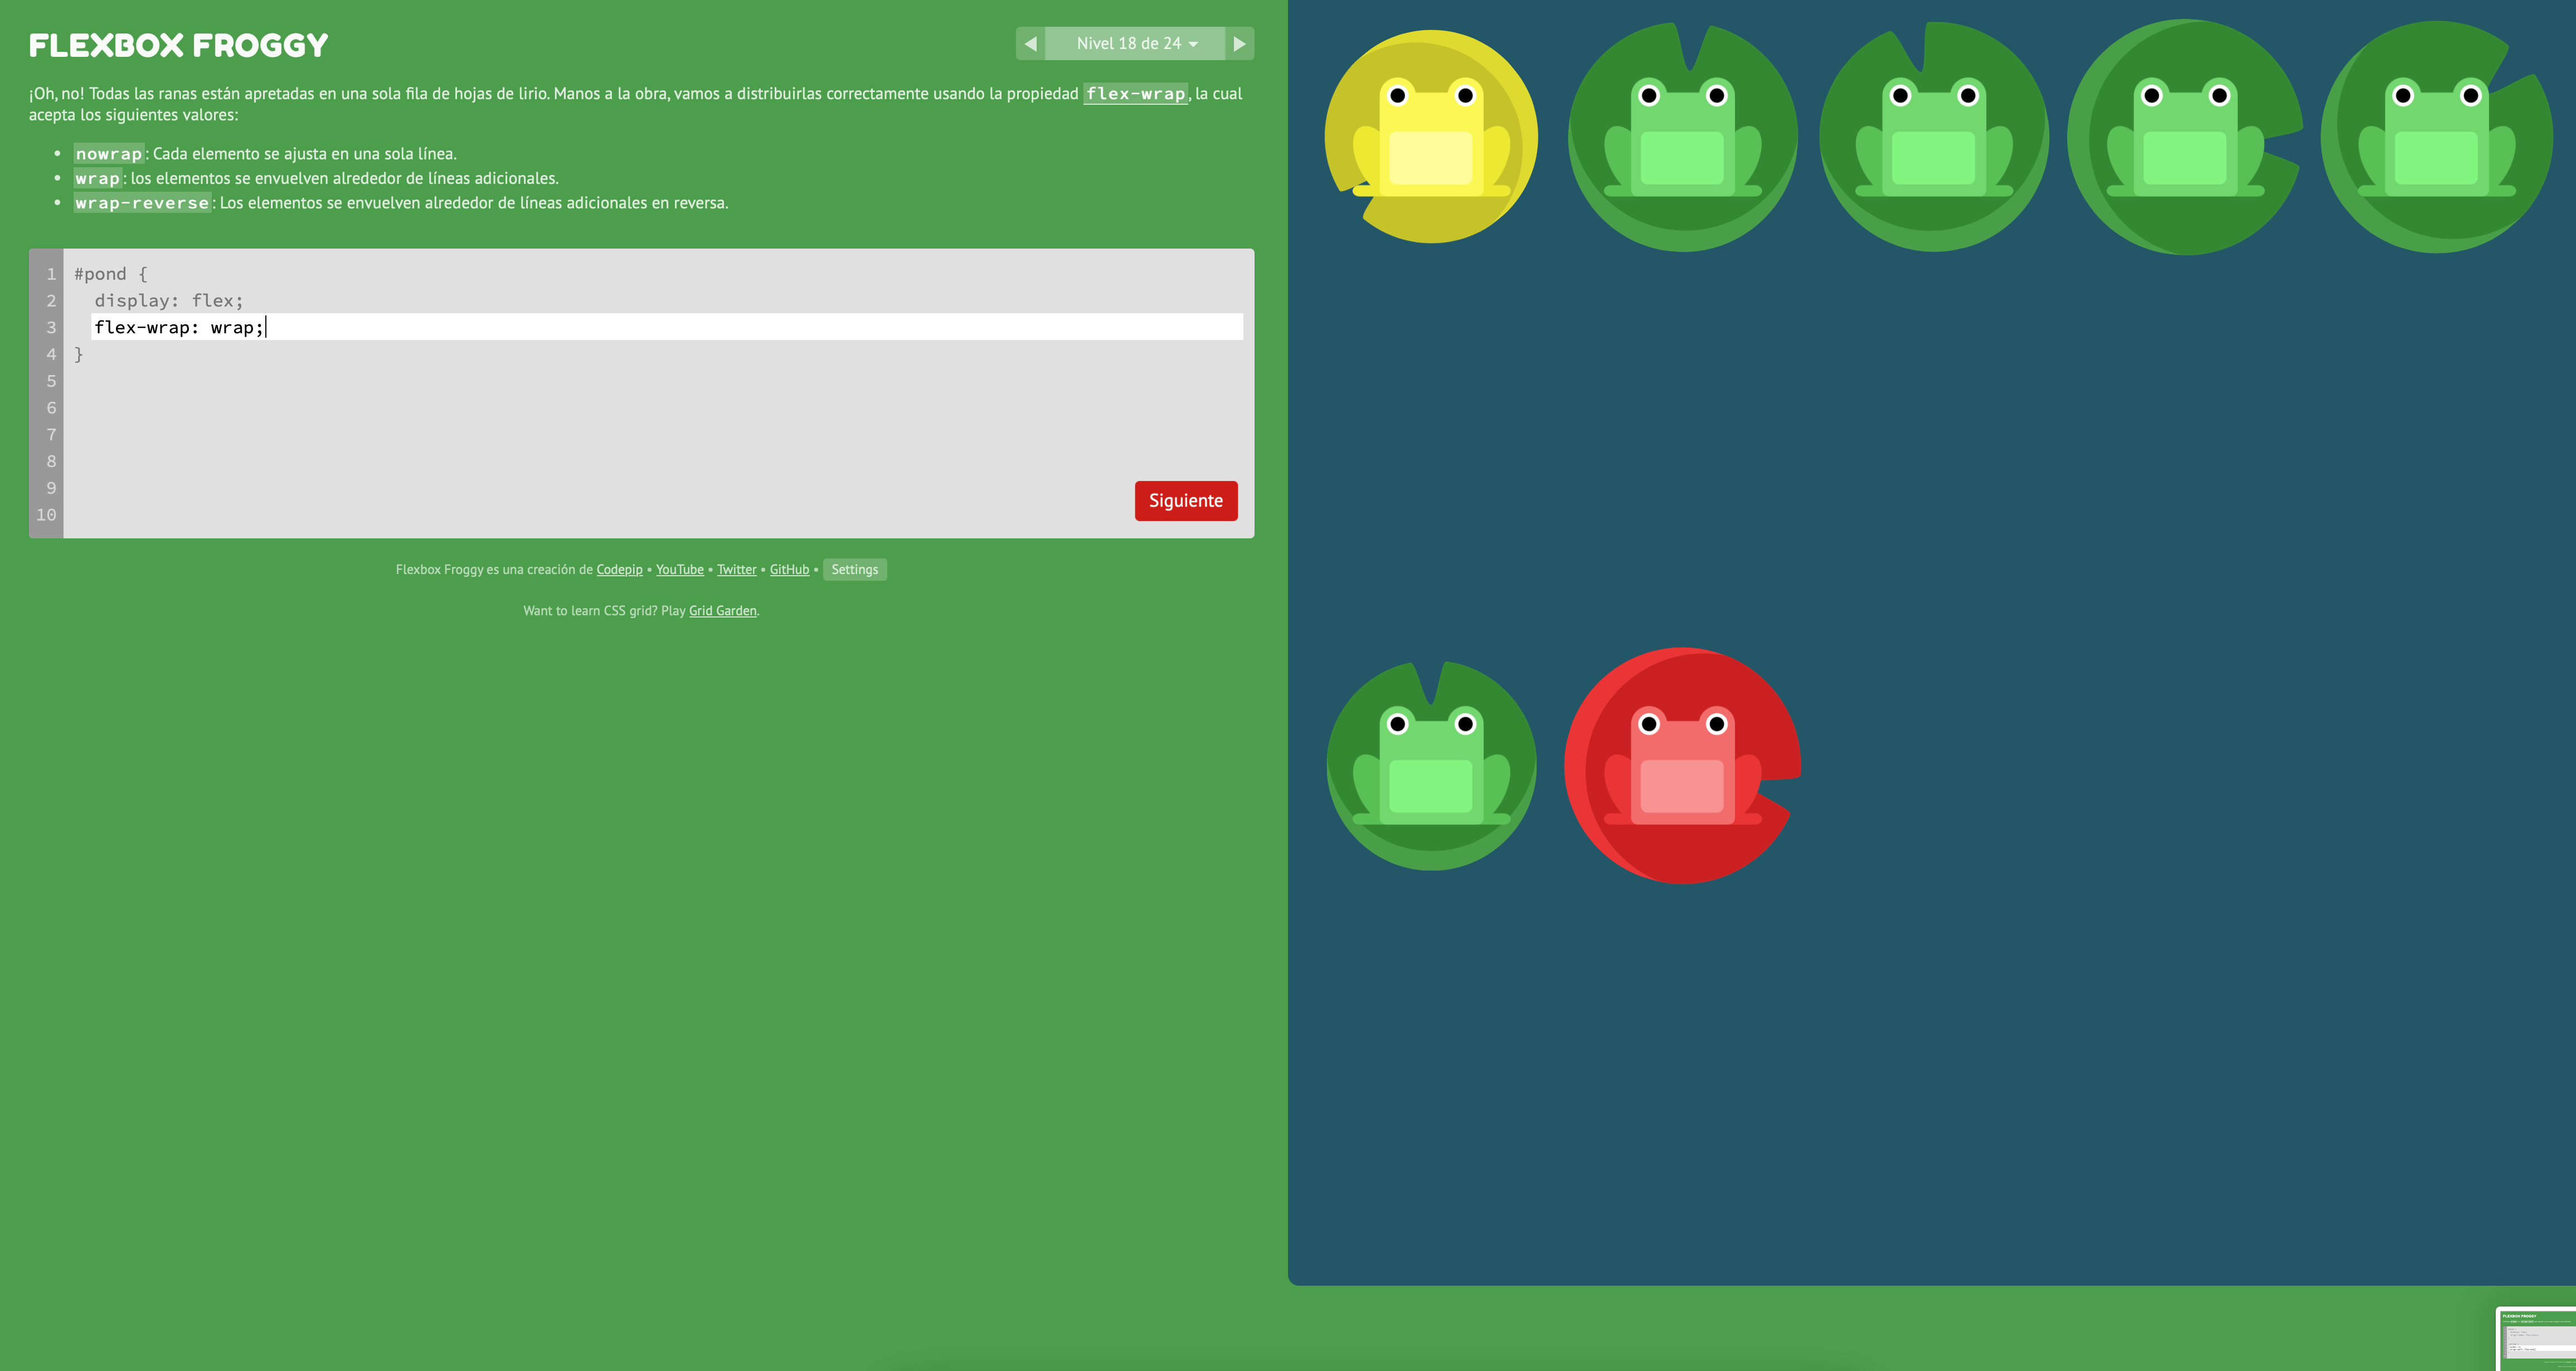 FLEXBOX FROGGY
Nivel 18 de 24
¡Oh, no! Todas las ranas están apretadas en una sola fila de hojas de lirio. Manos a la obra, vamos a distribuirlas correctamente usando la propiedad flex-wrap, la cual
acepta los siguientes valores:
• nowrap: Cada elemento se ajusta en una sola línea.
• wrap: los elementos se envuelven alrededor de líneas adicionales.
• wrap-reverse: Los elementos se envuelven alrededor de líneas adicionales en reversa.
1 #pond {
2 display: flex;
3 flex-wrap: wrap;
4 }
5
6
7
8
9
10
Siguiente
Flexbox Froggy es una creación de Codepip • YouTube • Twitter • GitHub • Settings
Want to learn CSS grid? Play Grid Garden.
FLEXBOX FROGGY